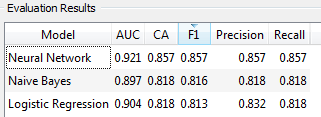 Evaluation Results
Model AUC CA F1 Precision Recall
Neural Network 0.921 0.857 0.857 0.857 0.857
Naive Bayes 0.897 0.818 0.816 0.818 0.818
Logistic Regression 0.904 0.818 0.813 0.832 0.818